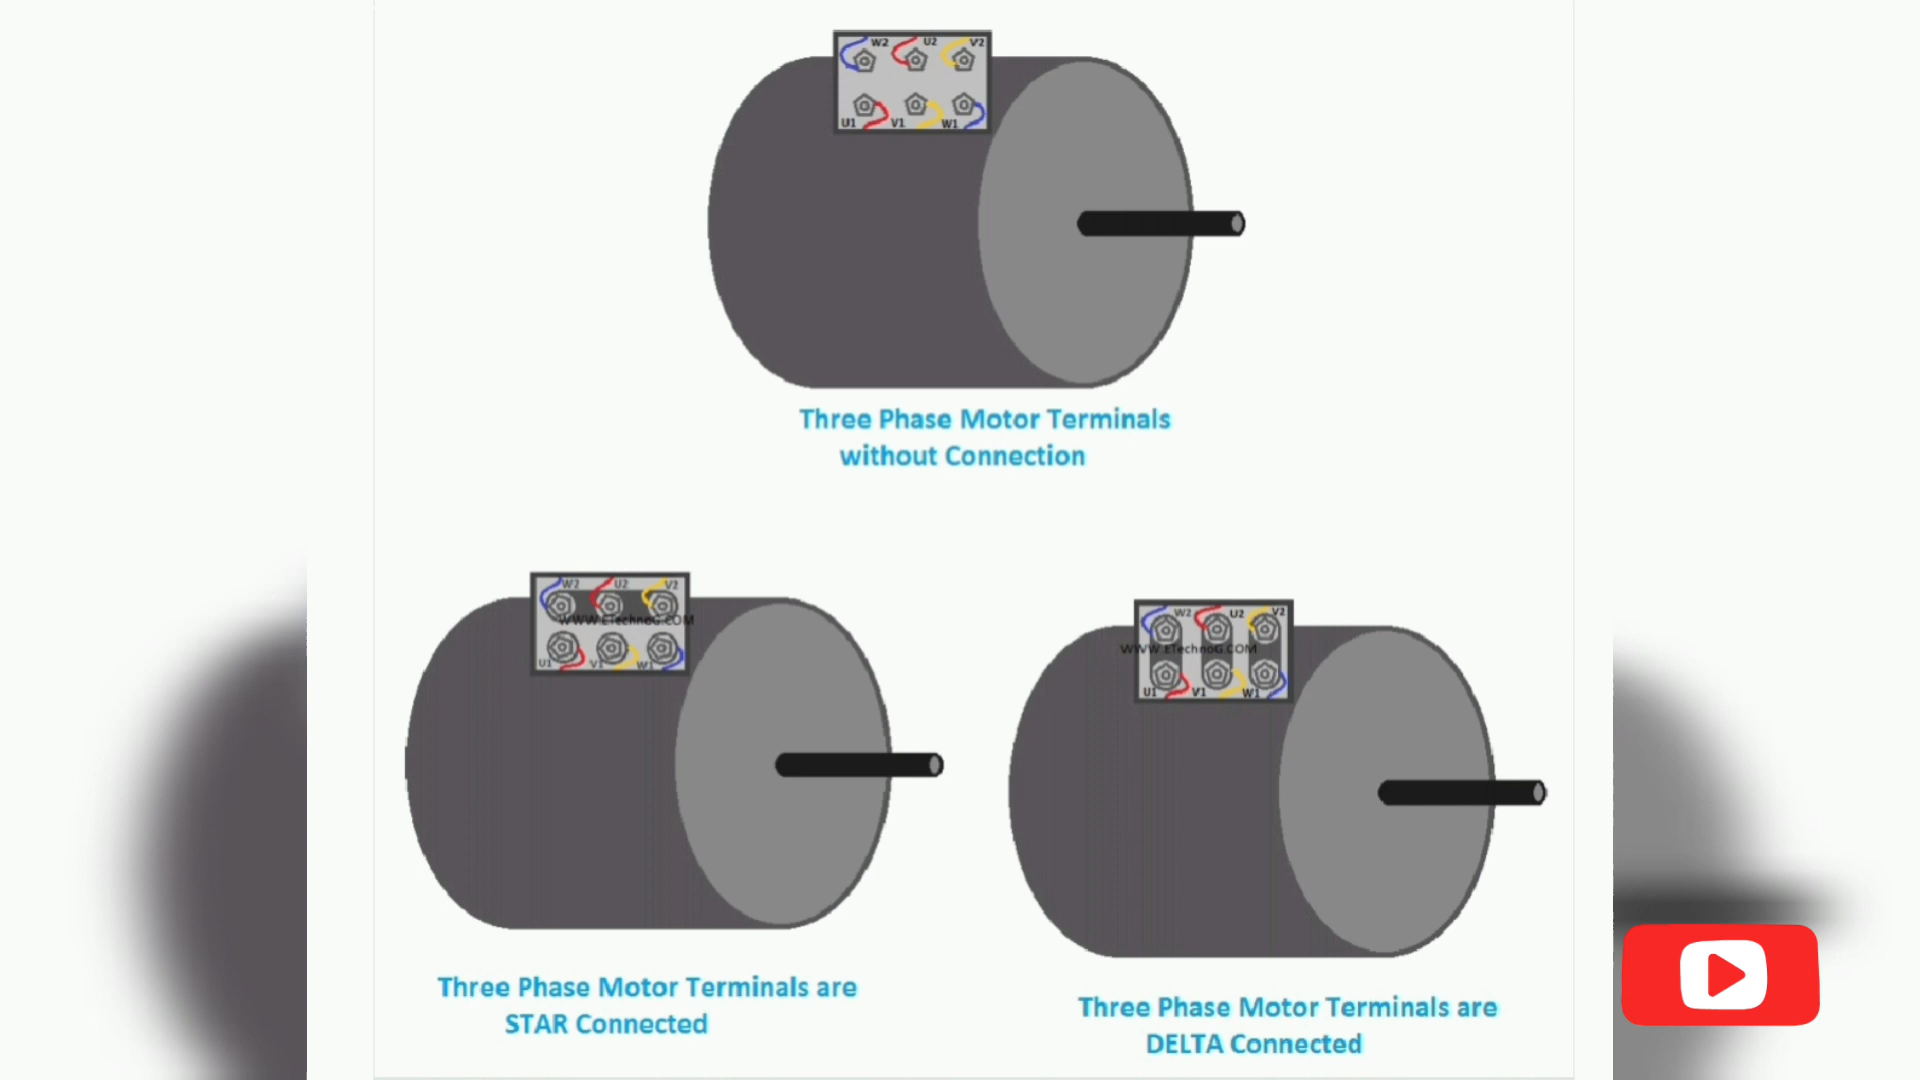 W2 U2 V2
U1 V1 W1
Three Phase Motor Terminals
without Connection
W2 U2 V2
WWW.ETechnoG.COM
U1 V1 W1
Three Phase Motor Terminals are
STAR Connected
W2 U2 V2
WWW.ETechnoG.COM
U1 V1 W1
Three Phase Motor Terminals are
DELTA Connected